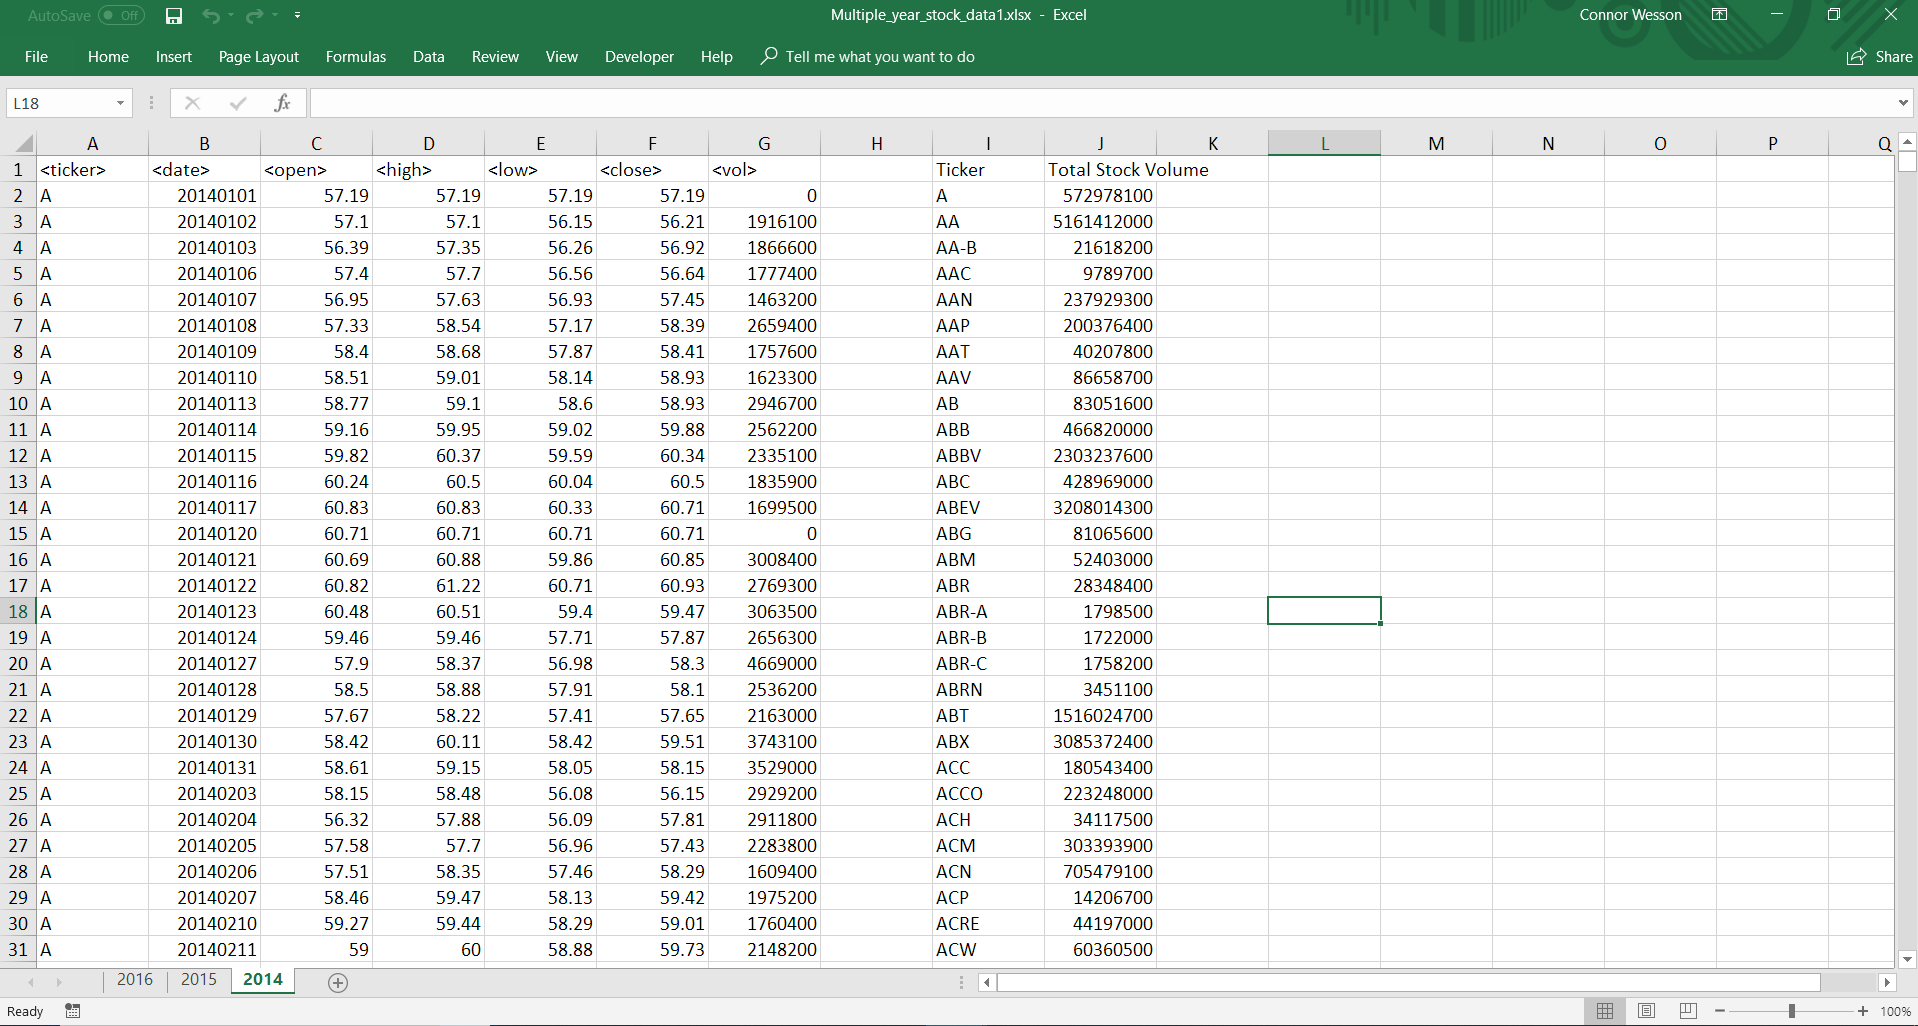 AutoSave Off Multiple_year_stock_data1.xlsx - Excel Connor Wesson
File Home Insert Page Layout Formulas Data Review View Developer Help Tell me what you want to do Share
L18 fx
A B C D E F G H I J K L M N O P Q
1 <ticker> <date> <open> <high> <low> <close> <vol> Ticker Total Stock Volume
2 A 20140101 57.19 57.19 57.19 57.19 0 A 572978100
3 A 20140102 57.1 57.1 56.15 56.21 1916100 AA 5161412000
4 A 20140103 56.39 57.35 56.26 56.92 1866600 AA-B 21618200
5 A 20140106 57.4 57.7 56.56 56.64 1777400 AAC 9789700
6 A 20140107 56.95 57.63 56.93 57.45 1463200 AAN 237929300
7 A 20140108 57.33 58.54 57.17 58.39 2659400 AAP 200376400
8 A 20140109 58.4 58.68 57.87 58.41 1757600 AAT 40207800
9 A 20140110 58.51 59.01 58.14 58.93 1623300 AAV 86658700
10 A 20140113 58.77 59.1 58.6 58.93 2946700 AB 83051600
11 A 20140114 59.16 59.95 59.02 59.88 2562200 ABB 466820000
12 A 20140115 59.82 60.37 59.59 60.34 2335100 ABBV 2303237600
13 A 20140116 60.24 60.5 60.04 60.5 1835900 ABC 428969000
14 A 20140117 60.83 60.83 60.33 60.71 1699500 ABEV 3208014300
15 A 20140120 60.71 60.71 60.71 60.71 0 ABG 81065600
16 A 20140121 60.69 60.88 59.86 60.85 3008400 ABM 52403000
17 A 20140122 60.82 61.22 60.71 60.93 2769300 ABR 28348400
18 A 20140123 60.48 60.51 59.4 59.47 3063500 ABR-A 1798500
19 A 20140124 59.46 59.46 57.71 57.87 2656300 ABR-B 1722000
20 A 20140127 57.9 58.37 56.98 58.3 4669000 ABR-C 1758200
21 A 20140128 58.5 58.88 57.91 58.1 2536200 ABRN 3451100
22 A 20140129 57.67 58.22 57.41 57.65 2163000 ABT 1516024700
23 A 20140130 58.42 60.11 58.42 59.51 3743100 ABX 3085372400
24 A 20140131 58.61 59.15 58.05 58.15 3529000 ACC 180543400
25 A 20140203 58.15 58.48 56.08 56.15 2929200 ACCO 223248000
26 A 20140204 56.32 57.88 56.09 57.81 2911800 ACH 34117500
27 A 20140205 57.58 57.7 56.96 57.43 2283800 ACM 303393900
28 A 20140206 57.51 58.35 57.46 58.29 1609400 ACN 705479100
29 A 20140207 58.46 59.47 58.13 59.42 1975200 ACP 14206700
30 A 20140210 59.27 59.44 58.29 59.01 1760400 ACRE 44197000
31 A 20140211 59 60 58.88 59.73 2148200 ACW 60360500
2016 2015 2014
Ready 100%